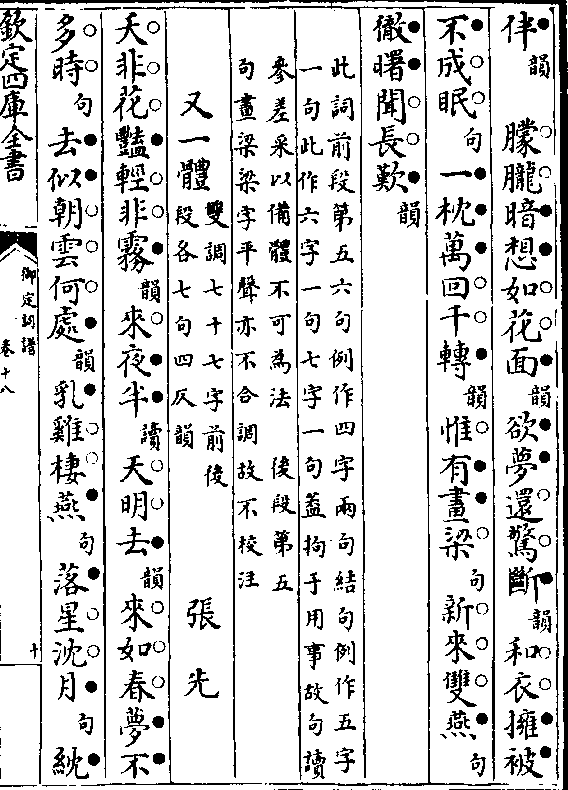 伴韻 朦朧暗想如花面韻欲夢還驚斷韻和衣擁被
不成眠句一枕萬回千轉韻惟有畫梁句新來雙燕句
徹曙聞長歎韻
此詞前段第五六句例作四字兩句結句例作五字
一句此作六字一句七字一句葢拘于用事故句讀
參差采以備體不可為法 後段第五
句畫梁梁字平聲亦不合調故不校注
又一體 雙調七十七字前後
段各七句四仄韻
張先
夭非花豔輕非霧韻來夜半讀天明去韻來如春夢不
多時句去似朝雲何處韻乳雞棲燕句落星沈月句紞
欽定四庫全書
御定詞譜
卷十八
十